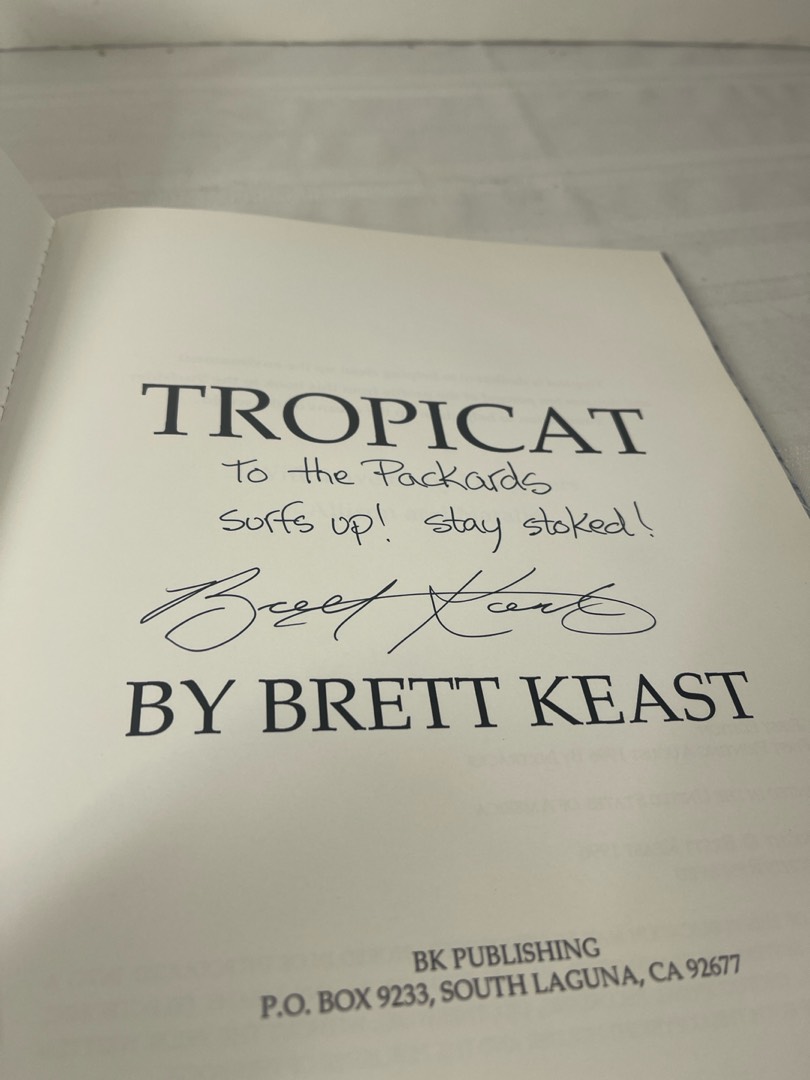 TROPICAT
To the Packards
surfs up! stay stoked!
Brett Keast
BY BRETT KEAST
BK PUBLISHING
P.O. BOX 9233, SOUTH LAGUNA, CA 92677